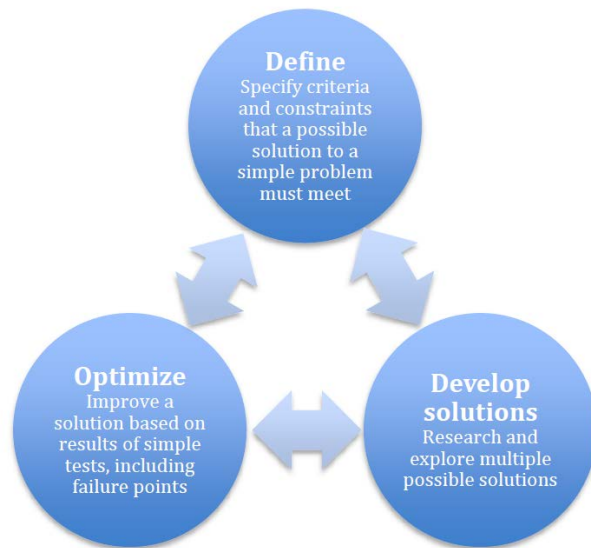 Define
Specify criteria
and constraints
that a possible
solution to a
simple problem
must meet
Optimize
Improve a
solution based on
results of simple
tests, including
failure points
Develop
solutions
Research and
explore multiple
possible solutions